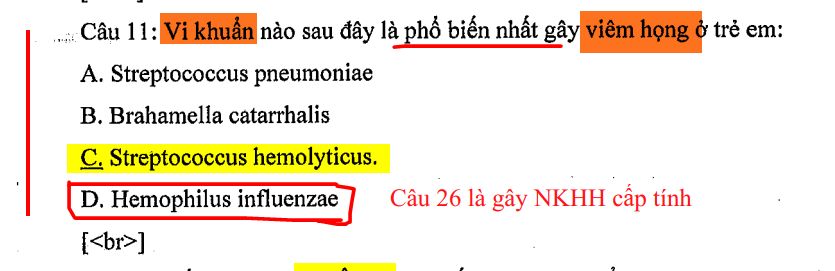 Câu 11: Vi khuẩn nào sau đây là phổ biến nhất gây viêm họng ở trẻ em:
A. Streptococcus pneumoniae
B. Brahamella catarrhalis
C. Streptococcus hemolyticus.
D. Hemophilus influenzae Câu 26 là gây NKHH cấp tính
[<br>]